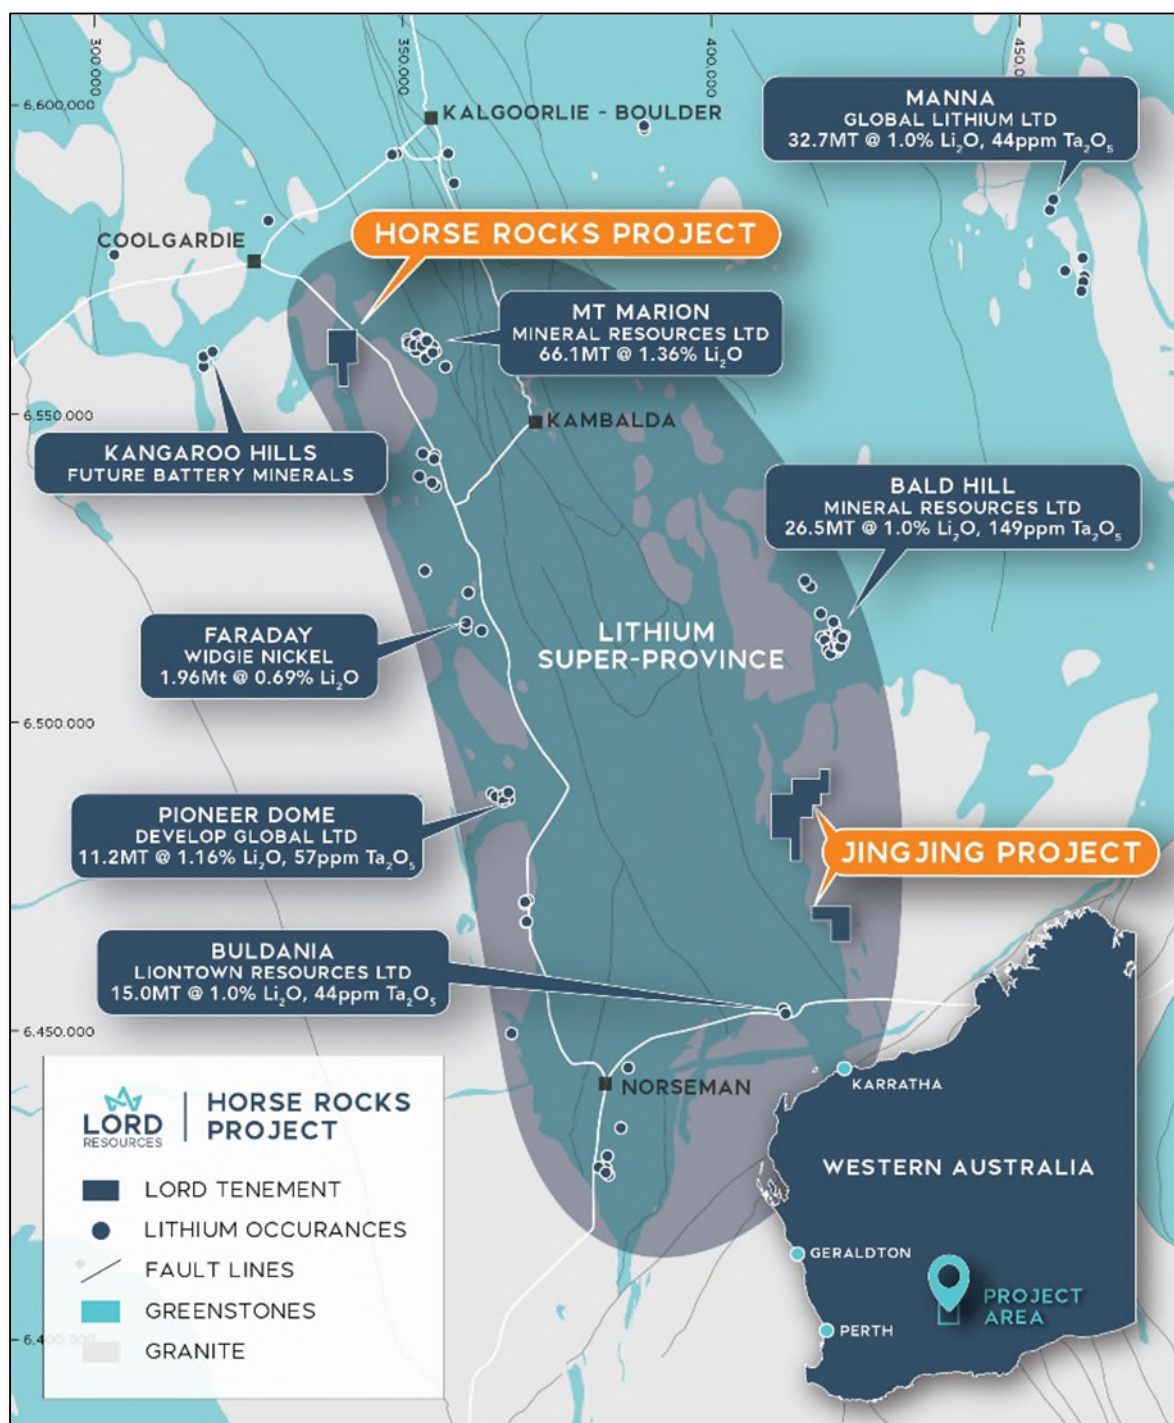 300,000
350,000
400,000
450,0
6,600,000
KALGOORLIE - BOULDER
MANNA
GLOBAL LITHIUM LTD
32.7MT @ 1.0% Li₂O, 44ppm Ta₂O₅
COOLGARDIE
HORSE ROCKS PROJECT
MT MARION
MINERAL RESOURCES LTD
66.1MT @ 1.36% Li₂O
6,550,000
KAMBALDA
KANGAROO HILLS
FUTURE BATTERY MINERALS
BALD HILL
MINERAL RESOURCES LTD
26.5MT @ 1.0% Li₂O, 149ppm Ta₂O₅
FARADAY
WIDGIE NICKEL
1.96Mt @ 0.69% Li₂O
LITHIUM
SUPER-PROVINCE
6,500,000
PIONEER DOME
DEVELOP GLOBAL LTD
11.2MT @ 1.16% Li₂O, 57ppm Ta₂O₅
JINGJING PROJECT
BULDANIA
LIONTOWN RESOURCES LTD
15.0MT @ 1.0% Li₂O, 44ppm Ta₂O₅
6,450,000
NORSEMAN
KARRATHA
LORD
RESOURCES
HORSE ROCKS
PROJECT
LORD TENEMENT
LITHIUM OCCURANCES
FAULT LINES
GREENSTONES
GRANITE
WESTERN AUSTRALIA
GERALDTON
PROJECT
AREA
PERTH
6,400,000